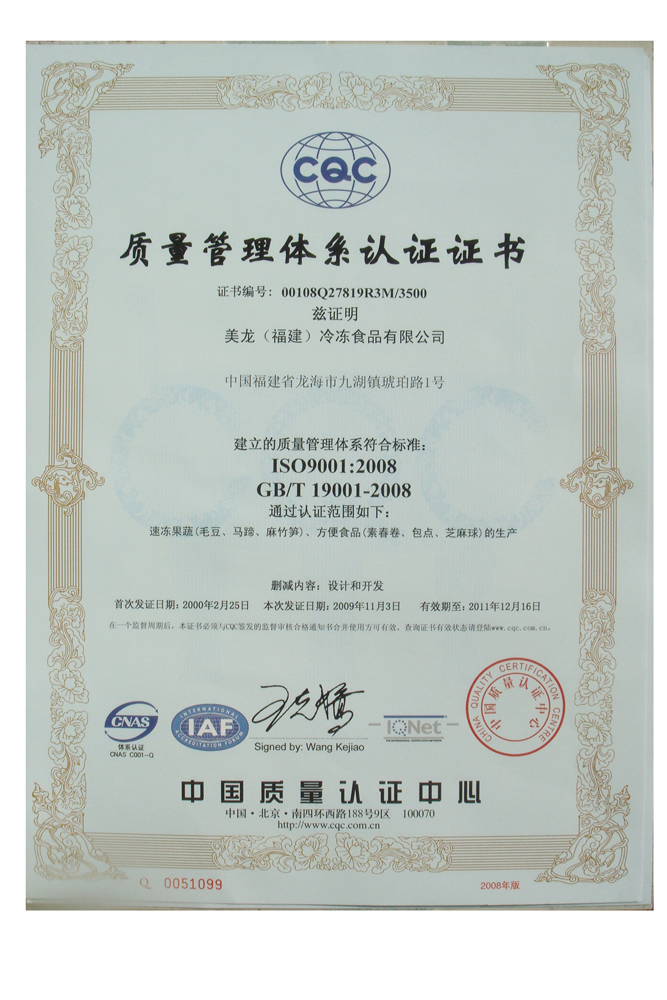 CQC
质量管理体系认证证书
证书编号：00108Q27819R3M/3500
兹证明
美龙（福建）冷冻食品有限公司
中国福建省龙海市九湖镇琥珀路1号
建立的质量管理体系符合标准：
ISO9001:2008
GB/T 19001-2008
通过认证范围如下：
速冻果蔬(毛豆、马蹄、麻竹笋)、方便食品(素春卷、包点、芝麻球)的生产
删减内容：设计和开发
首次发证日期：2000年2月25日 本次发证日期：2009年11月3日 有效期至：2011年12月16日
在一个监督周期后，本证书必须与CQC签发的监督审核合格通知书合并使用方可有效。查询证书有效状态请登陆www.cqc.com.cn。
CNAS
体系认证
CNAS C001-Q
INTERNATIONAL
IAF
ACCREDITATION FORUM
Signed by: Wang Kejiao
IQNet
CHINA QUALITY CERTIFICATION CENTRE
中国质量认证中心
中国质量认证中心
中国·北京·南四环西路188号9区 100070
http://www.cqc.com.cn
Q 0051099
2008年版